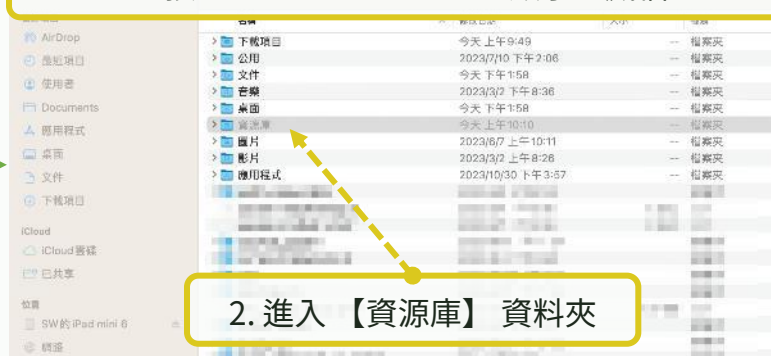 名稱 修改日期 大小 種類
AirDrop
最近項目
使用者
Documents
應用程式
桌面
文件
下載項目
iCloud
iCloud雲碟
已共享
位置
SW的 iPad mini 6
網路
下載項目 今天 上午9:49 -- 檔案夾
公用 2023/7/10 下午2:06 -- 檔案夾
文件 今天 下午1:58 -- 檔案夾
音樂 2023/3/2 下午8:36 -- 檔案夾
桌面 今天 下午1:58 -- 檔案夾
資源庫 今天 上午10:10 -- 檔案夾
圖片 2023/6/7 上午10:11 -- 檔案夾
影片 2023/3/2 上午8:26 -- 檔案夾
應用程式 2023/10/30 下午3:57 -- 檔案夾
2. 進入 【資源庫】 資料夾